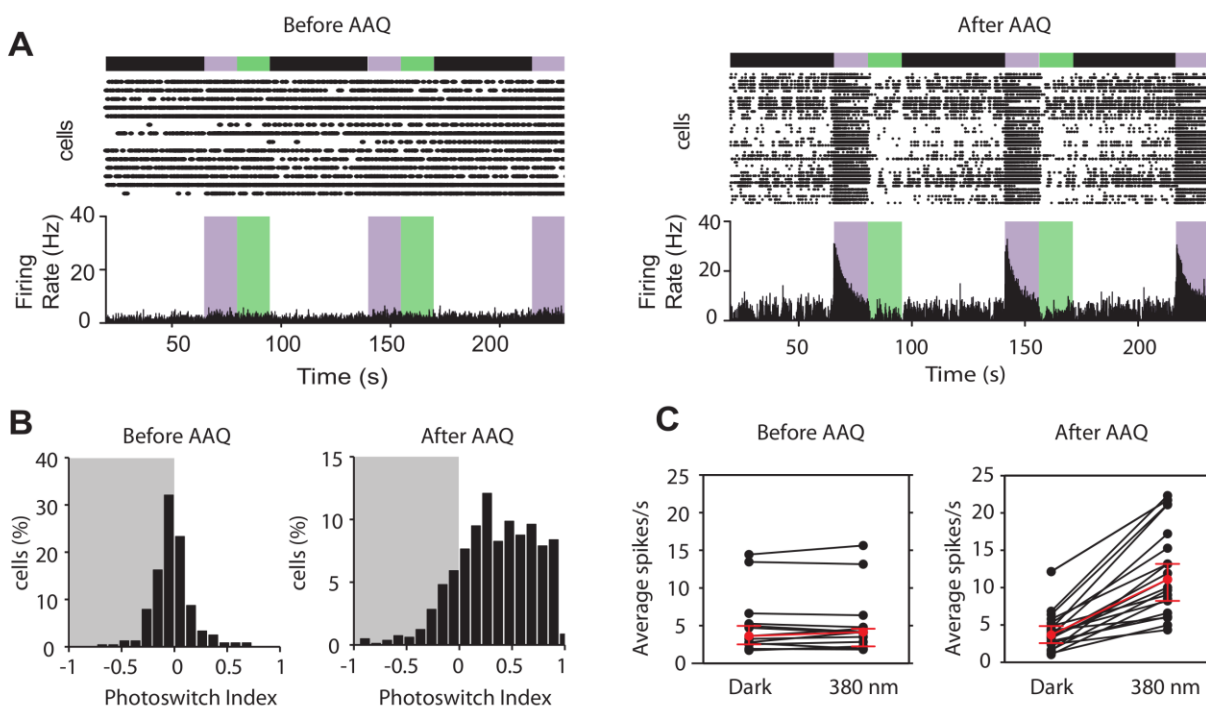 A
Before AAQ
cells
Firing
Rate (Hz)
40
20
0
50
100
150
200
Time (s)
After AAQ
cells
Firing
Rate (Hz)
40
20
0
50
100
150
200
Time (s)
B
Before AAQ
cells (%)
40
30
20
10
0
-1
-0.5
0
0.5
1
Photoswitch Index
After AAQ
cells (%)
15
10
5
0
-1
-0.5
0
0.5
1
Photoswitch Index
C
Before AAQ
Average spikes/s
25
20
15
10
5
0
Dark
380 nm
After AAQ
Average spikes/s
25
20
15
10
5
0
Dark
380 nm